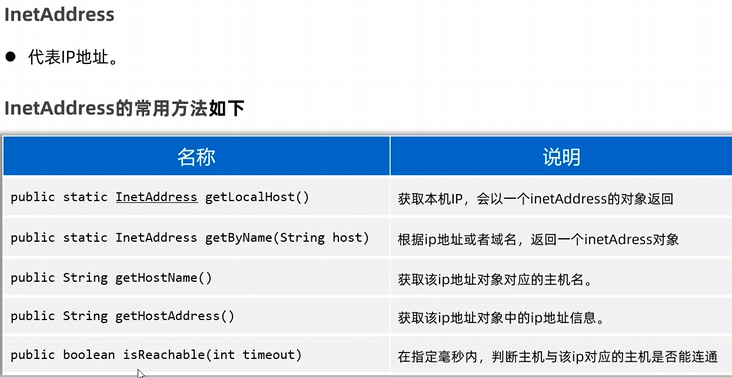 InetAddress
● 代表IP地址。
InetAddress的常用方法如下
名称 说明
public static InetAddress getLocalHost() 获取本机IP，会以一个inetAddress的对象返回
public static InetAddress getByName(String host) 根据ip地址或者域名，返回一个inetAdress对象
public String getHostName() 获取该ip地址对象对应的主机名。
public String getHostAddress() 获取该ip地址对象中的ip地址信息。
public boolean isReachable(int timeout) 在指定毫秒内，判断主机与该ip对应的主机是否能连通